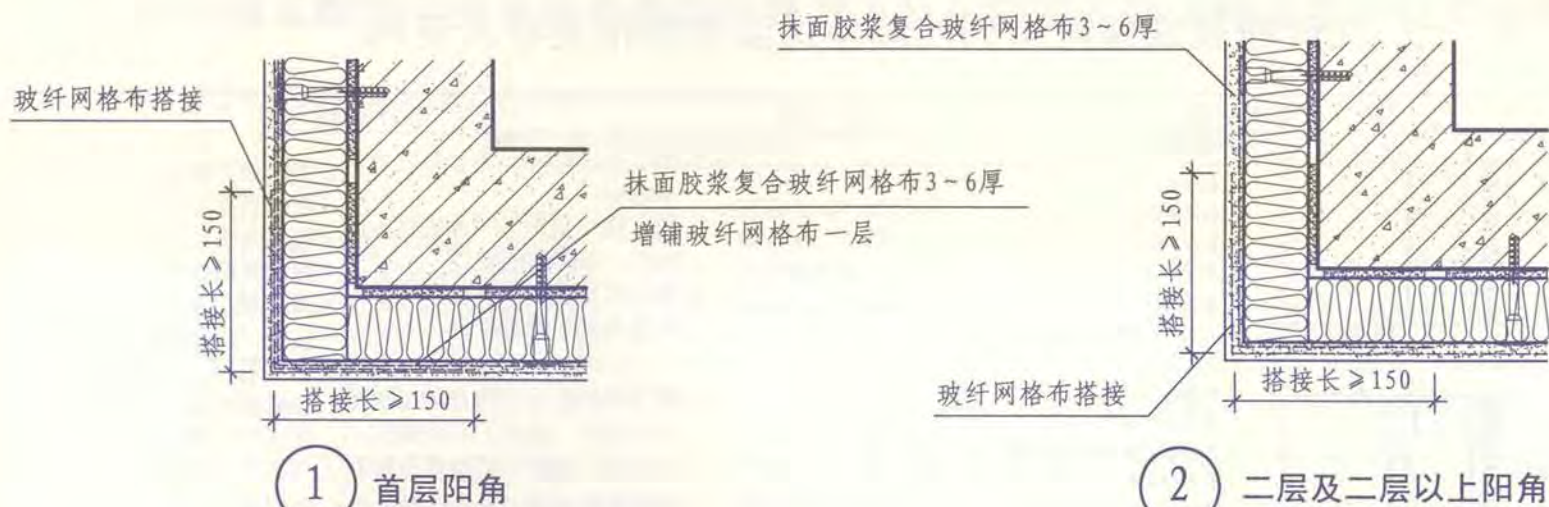 抹面胶浆复合玻纤网格布3~6厚
玻纤网格布搭接
抹面胶浆复合玻纤网格布3~6厚
增铺玻纤网格布一层
搭接长≥150
搭接长≥150
搭接长≥150
玻纤网格布搭接
搭接长≥150
1 首层阳角
2 二层及二层以上阳角